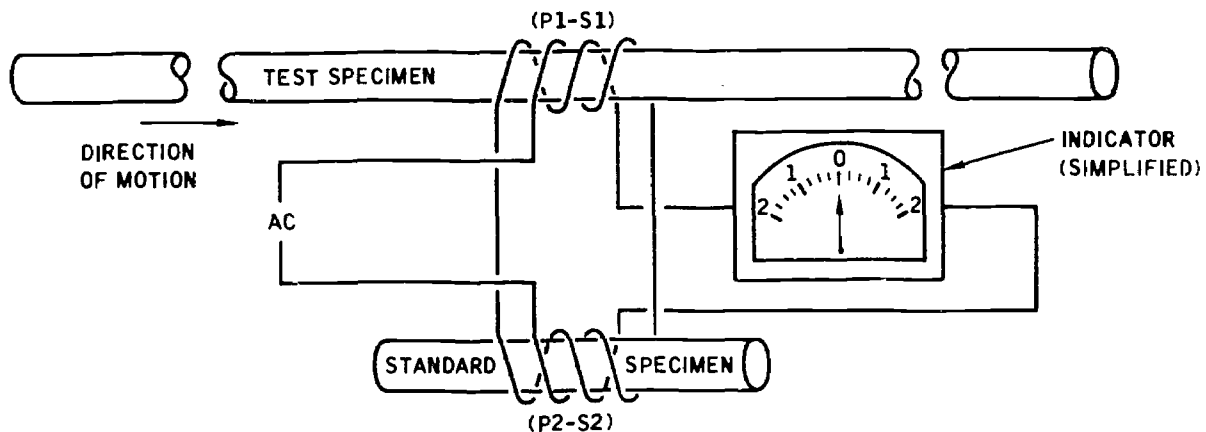 (P1-S1)
TEST SPECIMEN
DIRECTION
OF MOTION
INDICATOR
(SIMPLIFIED)
2 1 0 1 2
AC
STANDARD SPECIMEN
(P2-S2)